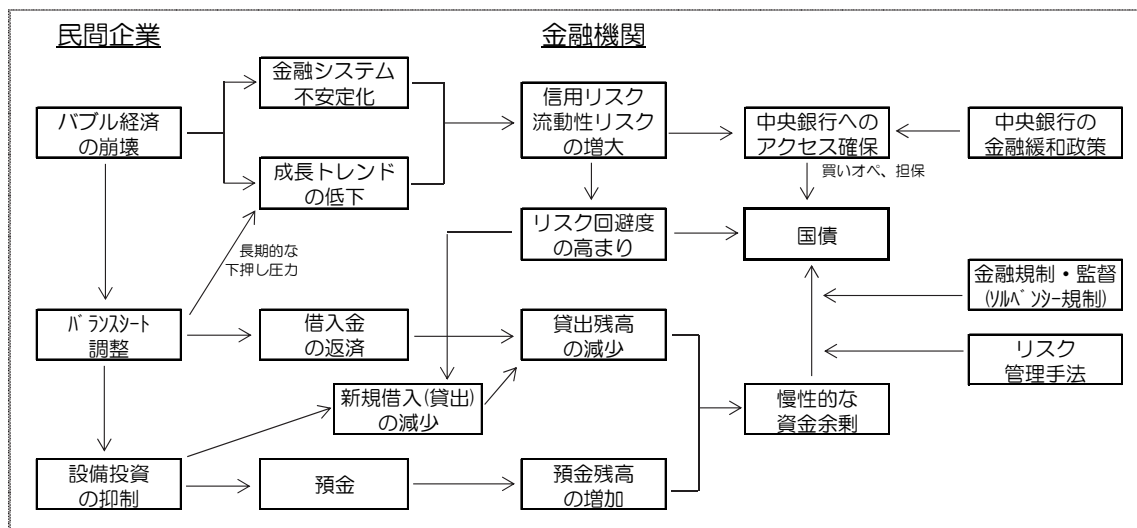 民間企業
金融機関
金融システム
不安定化
バブル経済
の崩壊
成長トレンド
の低下
信用リスク
流動性リスク
の増大
中央銀行への
アクセス確保
中央銀行の
金融緩和政策
買いオペ、担保
リスク回避度
の高まり
国債
長期的な
下押し圧力
金融規制・監督
(ソルベンシー規制)
バランスシート
調整
借入金
の返済
貸出残高
の減少
リスク
管理手法
新規借入(貸出)
の減少
慢性的な
資金余剰
設備投資
の抑制
預金
預金残高
の増加